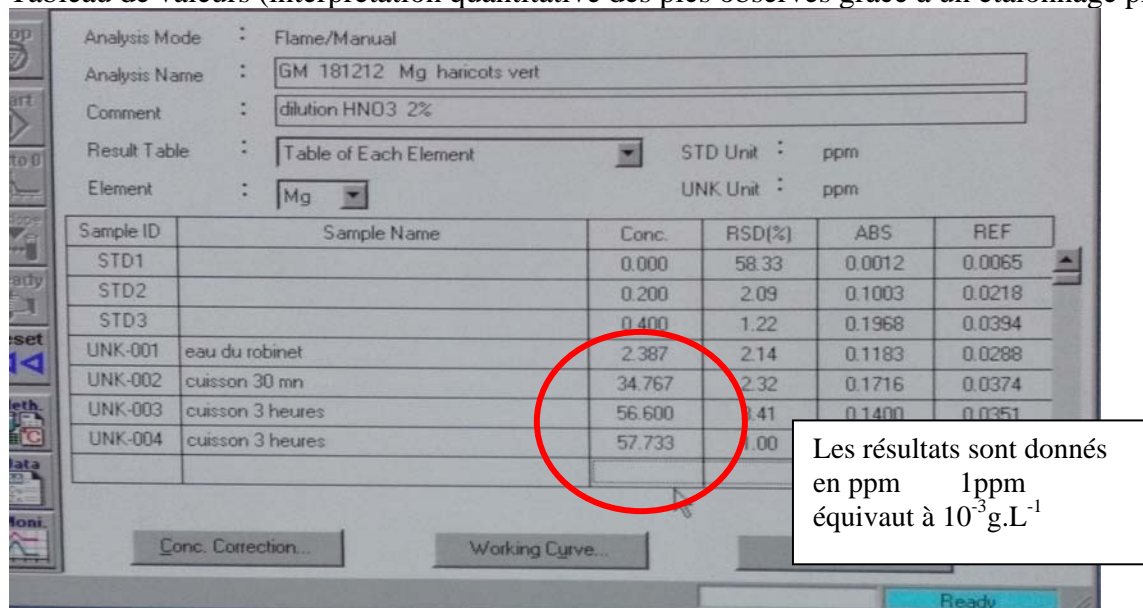 Tableau de valeurs (interprétation quantitative des pics observés grâce à un étalonnage
Analysis Mode : Flame/Manual
Analysis Name : GM 181212 Mg haricots vert
Comment : dilution HNO3 2%
Result Table : Table of Each Element STD Unit : ppm
Element : Mg UNK Unit : ppm
Sample ID Sample Name Conc. RSD(%) ABS REF
STD1 0.000 58.33 0.0012 0.0065
STD2 0.200 2.09 0.1003 0.0218
STD3 0.400 1.22 0.1968 0.0394
UNK-001 eau du robinet 2.387 2.14 0.1183 0.0288
UNK-002 cuisson 30 mn 34.767 2.32 0.1716 0.0374
UNK-003 cuisson 3 heures 56.600 .41 0.1400 0.0351
UNK-004 cuisson 3 heures 57.733 1.00
Les résultats sont donnés
en ppm 1ppm
équivaut à 10⁻³g.L⁻¹
Conc. Correction... Working Curve...
Ready